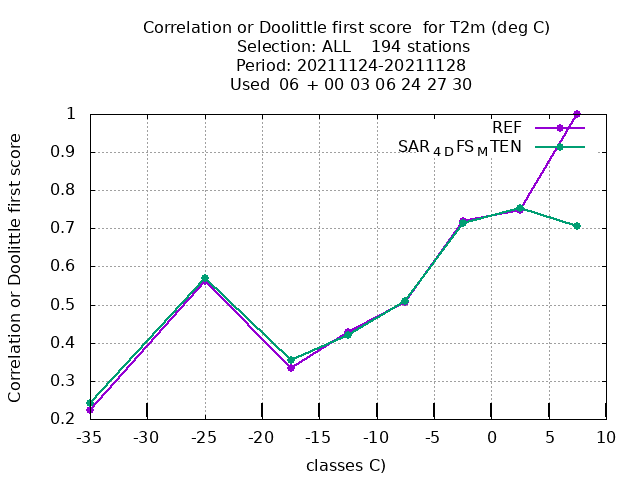 Correlation or Doolittle first score  for T2m (deg C)
Selection: ALL    194 stations
Period: 20211124-20211128
Used  06 + 00 03 06 24 27 30
Correlation or Doolittle first score
1
0.9
0.8
0.7
0.6
0.5
0.4
0.3
0.2
REF
SAR4DFSMTEN
-35 -30 -25 -20 -15 -10 -5 0 5 10
classes C)